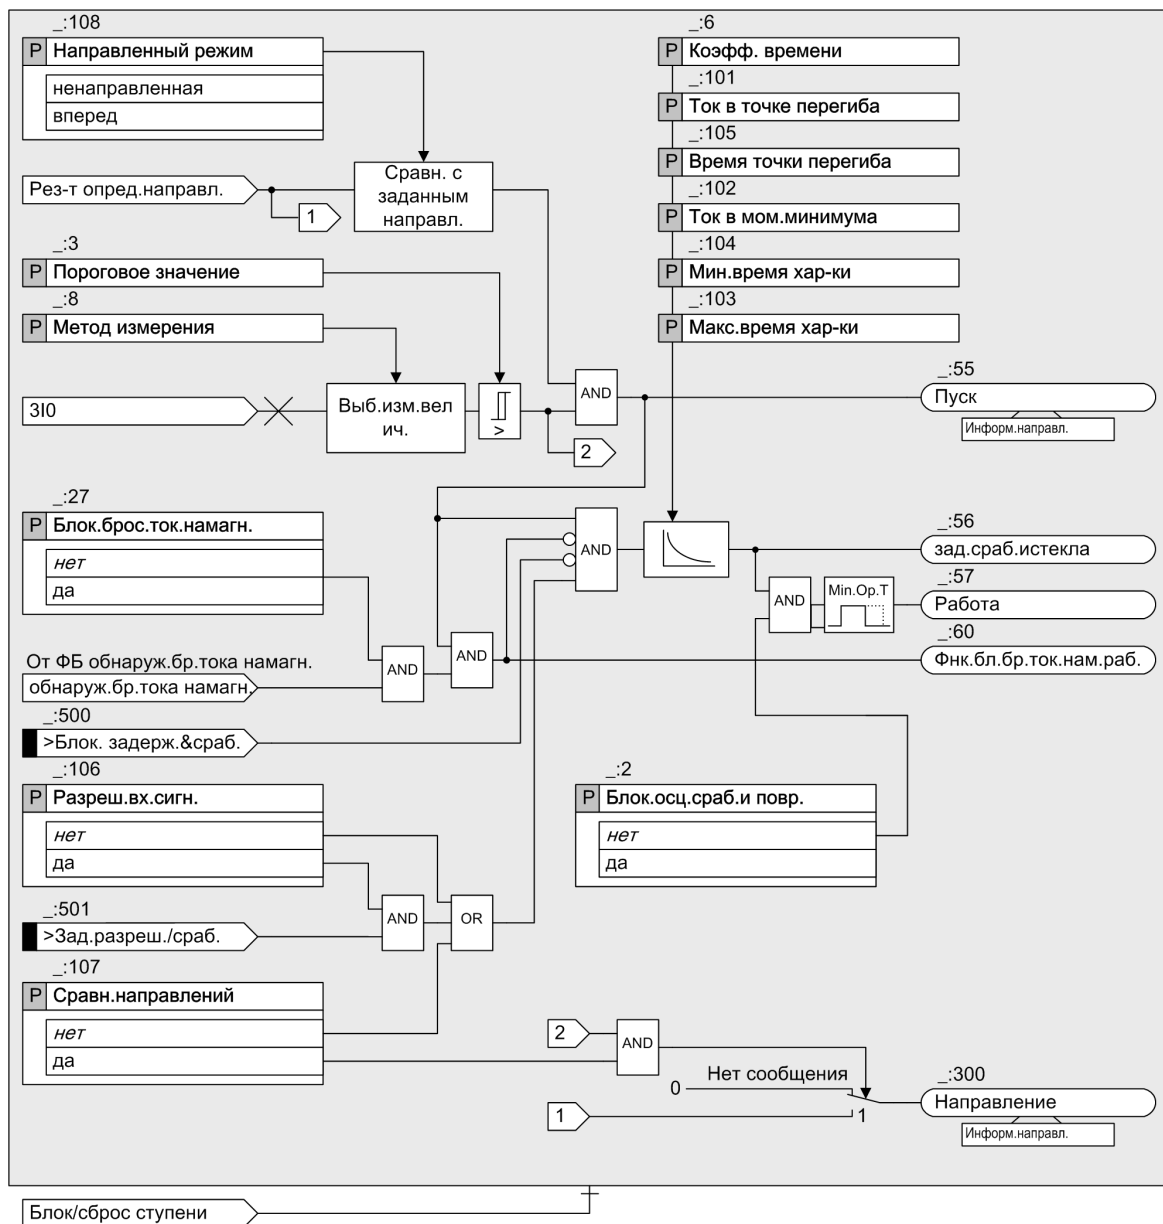 _:108
P Направленный режим
ненаправленная
вперед
Рез-т опред.направл.
1
Сравн. с
заданным
направл.
_:3
P Пороговое значение
_:8
P Метод измерения
3I0
Выб.изм.вел
ич.
>
2
AND
_:6
P Коэфф. времени
_:101
P Ток в точке перегиба
_:105
P Время точки перегиба
_:102
P Ток в мом.минимума
_:104
P Мин.время хар-ки
_:103
P Макс.время хар-ки
_:55
Пуск
Информ.направл.
_:27
P Блок.брос.ток.намагн.
нет
да
AND
_:56
зад.сраб.истекла
_:57
AND
Min.Op.T
Работа
_:60
Фнк.бл.бр.ток.нам.раб.
От ФБ обнаруж.бр.тока намагн.
обнаруж.бр.тока намагн.
AND
AND
_:500
>Блок. задерж.&сраб.
_:106
P Разреш.вх.сигн.
нет
да
_:2
P Блок.осц.сраб.и повр.
нет
да
_:501
>Зад.разреш./сраб.
AND
OR
_:107
P Сравн.направлений
нет
да
2
AND
Нет сообщения
0
1
1
_:300
Направление
Информ.направл.
Блок/сброс ступени